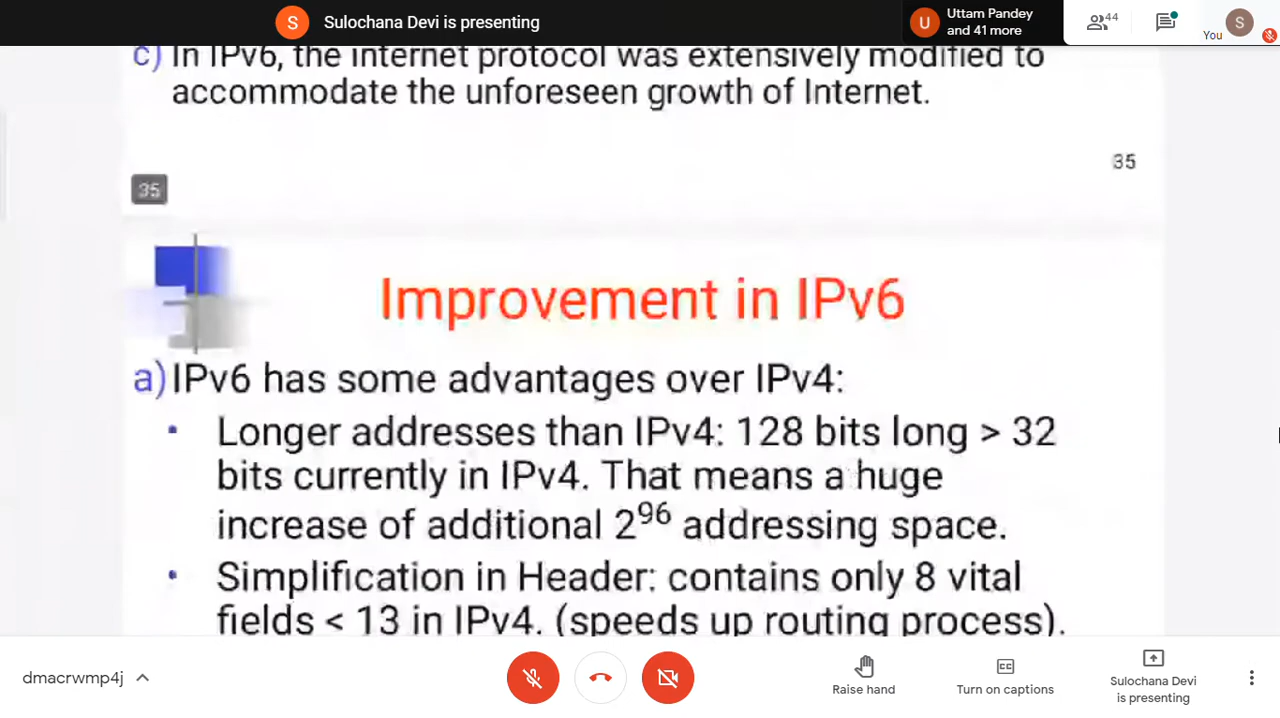 S Sulochana Devi is presenting
U Uttam Pandey
and 41 more
44
You S
c) In IPv6, the internet protocol was extensively modified to
accommodate the unforeseen growth of Internet.
35
35
Improvement in IPv6
a) IPv6 has some advantages over IPv4:
• Longer addresses than IPv4: 128 bits long > 32
bits currently in IPv4. That means a huge
increase of additional 2⁹⁶ addressing space.
• Simplification in Header: contains only 8 vital
fields < 13 in IPv4. (speeds up routing process).
dmacrwmp4j
Raise hand
CC
Turn on captions
Sulochana Devi
is presenting